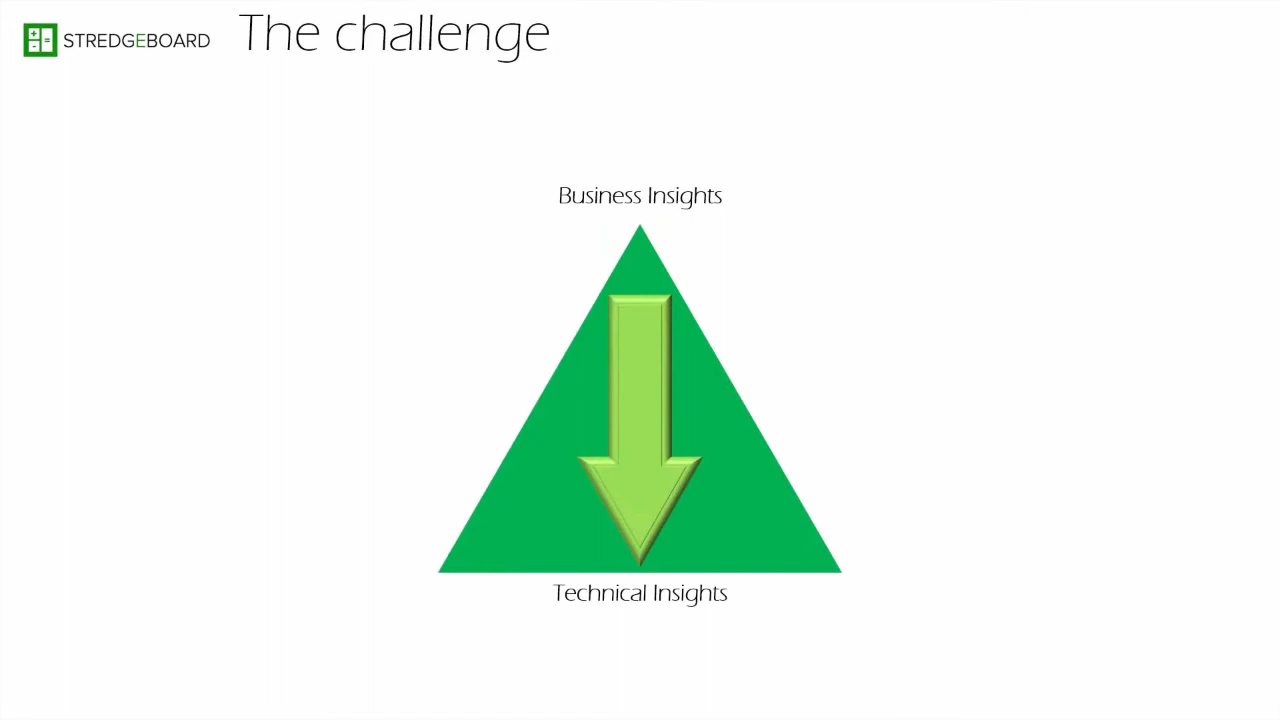 STREDGEBOARD
The challenge
Business Insights
Technical Insights